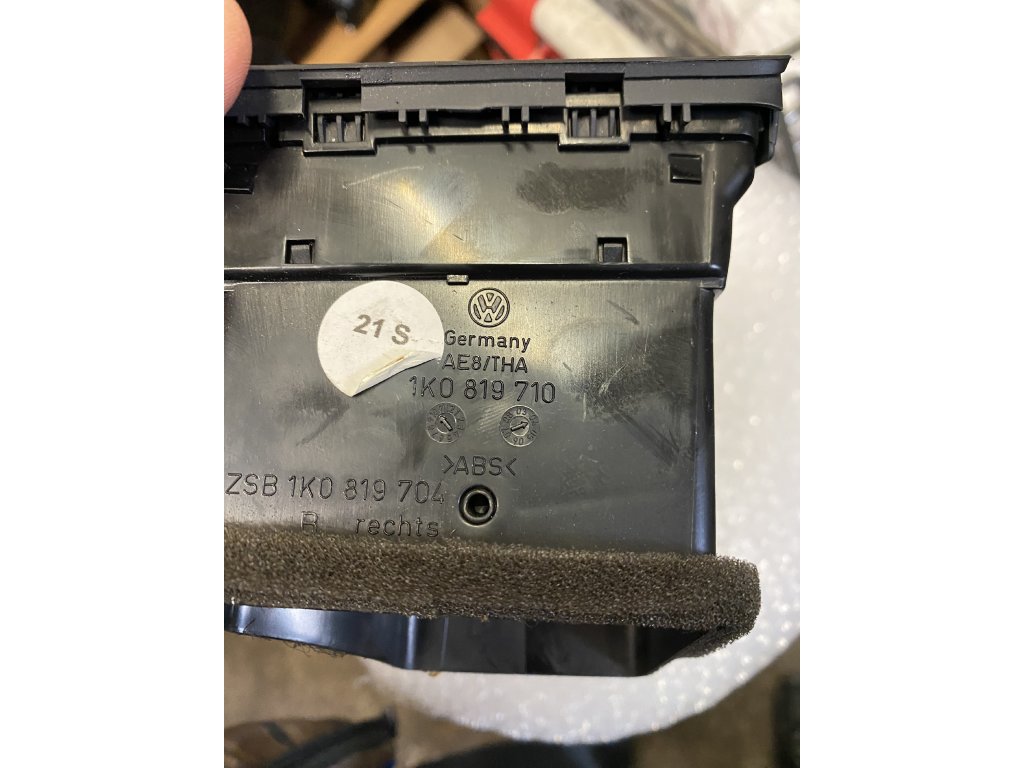 21 S
Germany
AE8/THA
1K0 819 710
>ABS<
ZSB 1K0 819 704
R rechts